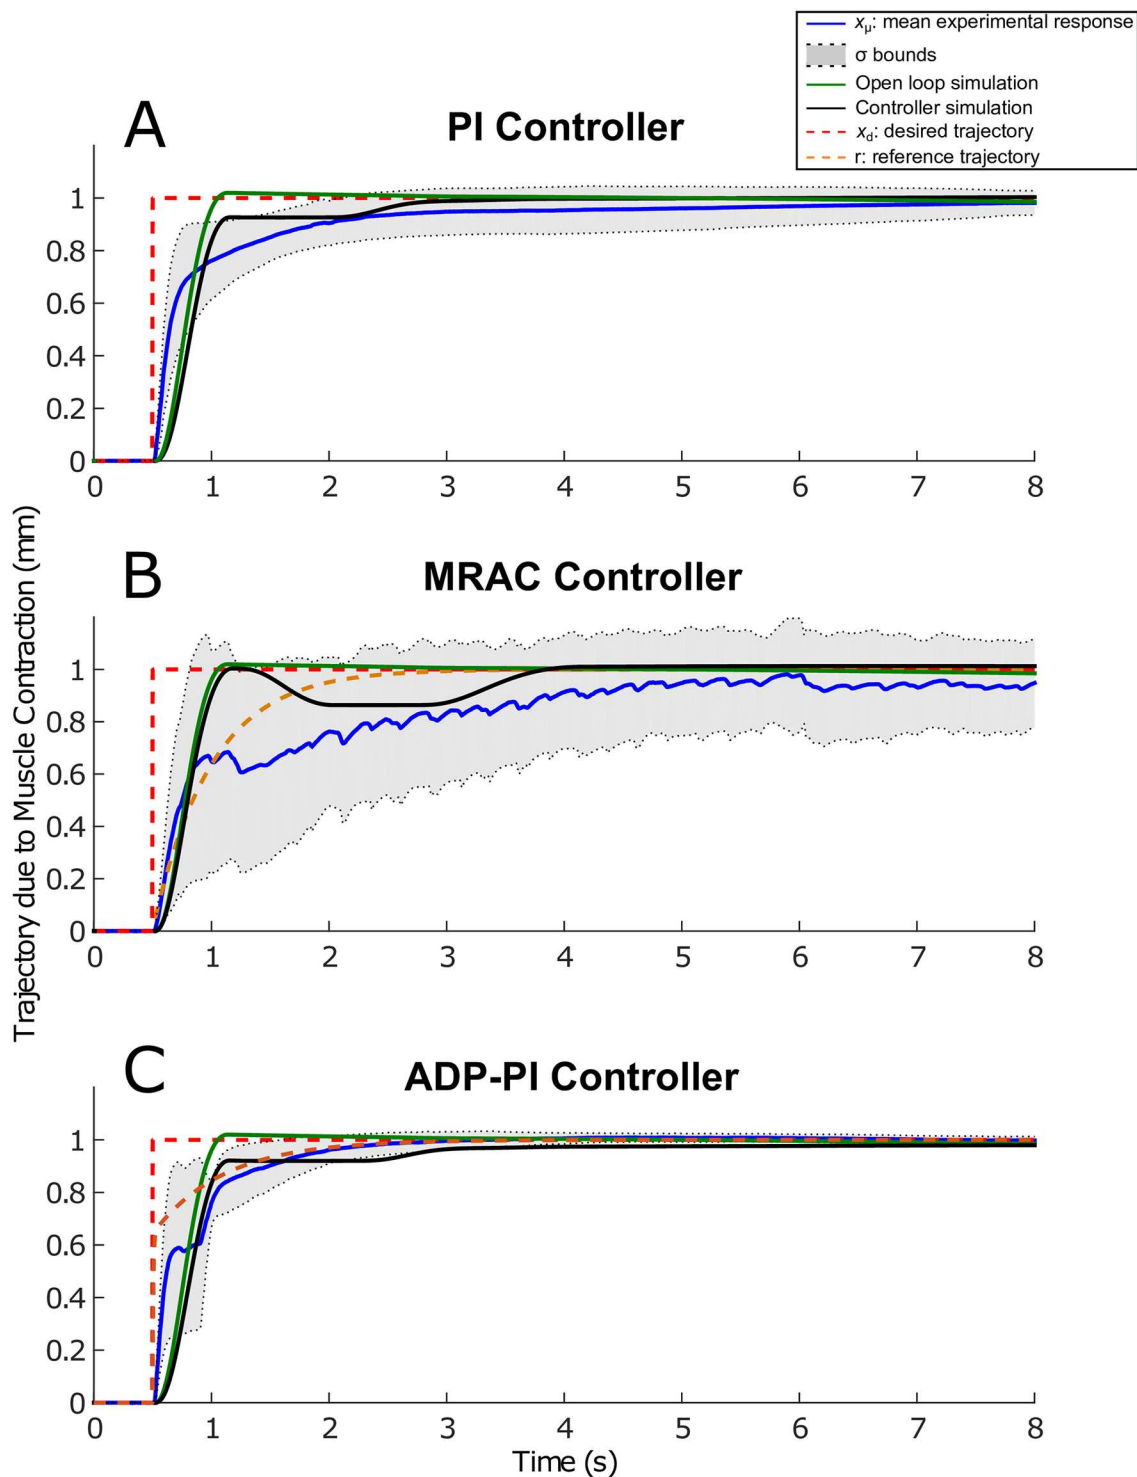 xμ: mean experimental response
σ bounds
Open loop simulation
Controller simulation
xd: desired trajectory
r: reference trajectory
A
PI Controller
1
0.8
0.6
0.4
0.2
0
0 1 2 3 4 5 6 7 8
Trajectory due to Muscle Contraction (mm)
B
MRAC Controller
1
0.8
0.6
0.4
0.2
0
0 1 2 3 4 5 6 7 8
C
ADP-PI Controller
1
0.8
0.6
0.4
0.2
0
0 1 2 3 4 5 6 7 8
Time (s)